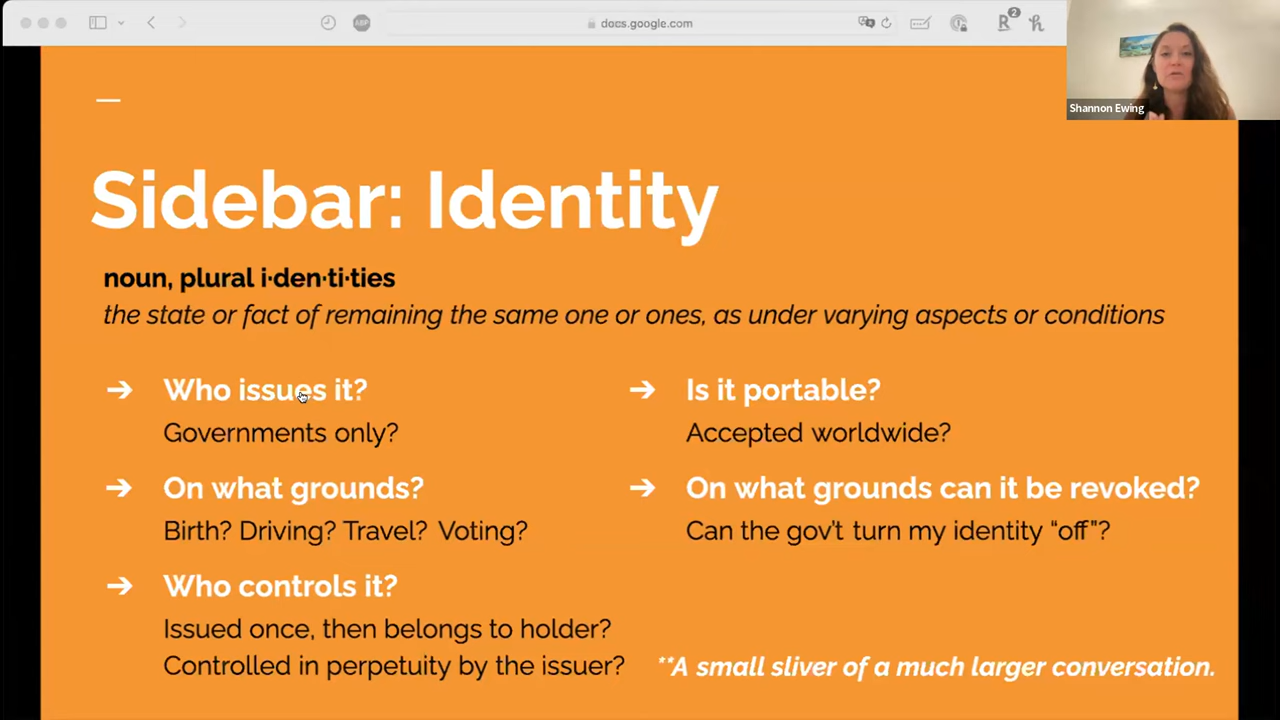 docs.google.com
2
Shannon Ewing
Sidebar: Identity
noun, plural i·den·ti·ties
the state or fact of remaining the same one or ones, as under varying aspects or conditions
→ Who issues it?
Governments only?
→ On what grounds?
Birth? Driving? Travel? Voting?
→ Who controls it?
Issued once, then belongs to holder?
Controlled in perpetuity by the issuer?
→ Is it portable?
Accepted worldwide?
→ On what grounds can it be revoked?
Can the gov't turn my identity “off”?
**A small sliver of a much larger conversation.